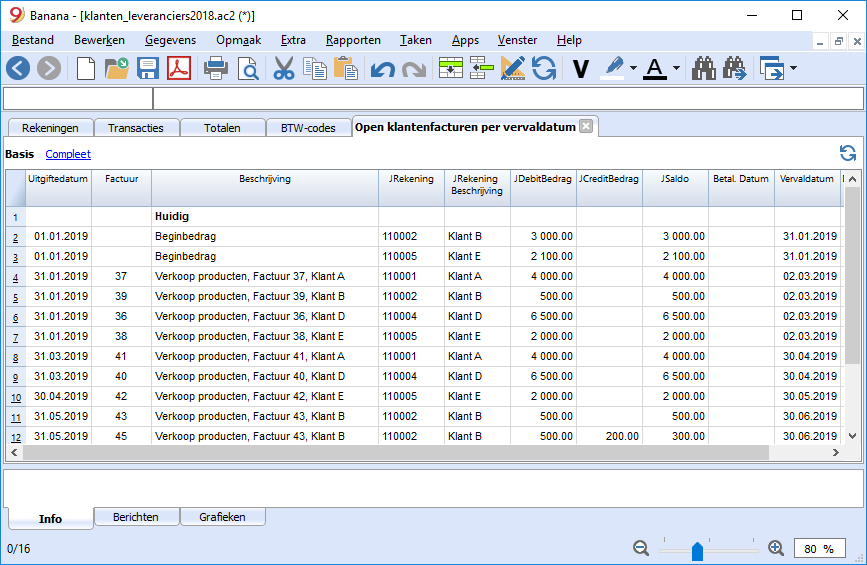 Banana - [klanten_leveranciers2018.ac2 (*)]
Bestand Bewerken Gegevens Opmaak Extra Rapporten Taken Apps Venster Help
Rekeningen Transacties Totalen BTW-codes Open klantenfacturen per vervaldatum
Basis Compleet
Uitgiftedatum Factuur Beschrijving JRekening JRekening Beschrijving JDebitBedrag JCreditBedrag JSaldo Betal. Datum Vervaldatum
1 Huidig
2 01.01.2019 Beginbedrag 110002 Klant B 3 000.00 3 000.00 31.01.2019
3 01.01.2019 Beginbedrag 110005 Klant E 2 100.00 2 100.00 31.01.2019
4 31.01.2019 37 Verkoop producten, Factuur 37, Klant A 110001 Klant A 4 000.00 4 000.00 02.03.2019
5 31.01.2019 39 Verkoop producten, Factuur 39, Klant B 110002 Klant B 500.00 500.00 02.03.2019
6 31.01.2019 36 Verkoop producten, Factuur 36, Klant D 110004 Klant D 6 500.00 6 500.00 02.03.2019
7 31.01.2019 38 Verkoop producten, Factuur 38, Klant E 110005 Klant E 2 000.00 2 000.00 02.03.2019
8 31.03.2019 41 Verkoop producten, Factuur 41, Klant A 110001 Klant A 4 000.00 4 000.00 30.04.2019
9 31.03.2019 40 Verkoop producten, Factuur 40, Klant D 110004 Klant D 6 500.00 6 500.00 30.04.2019
10 30.04.2019 42 Verkoop producten, Factuur 42, Klant E 110005 Klant E 2 000.00 2 000.00 30.05.2019
11 31.05.2019 43 Verkoop producten, Factuur 43, Klant B 110002 Klant B 500.00 500.00 30.06.2019
12 31.05.2019 45 Verkoop producten, Factuur 43, Klant B 110002 Klant B 500.00 200.00 300.00 30.06.2019
Info Berichten Grafieken
0/16 80 %